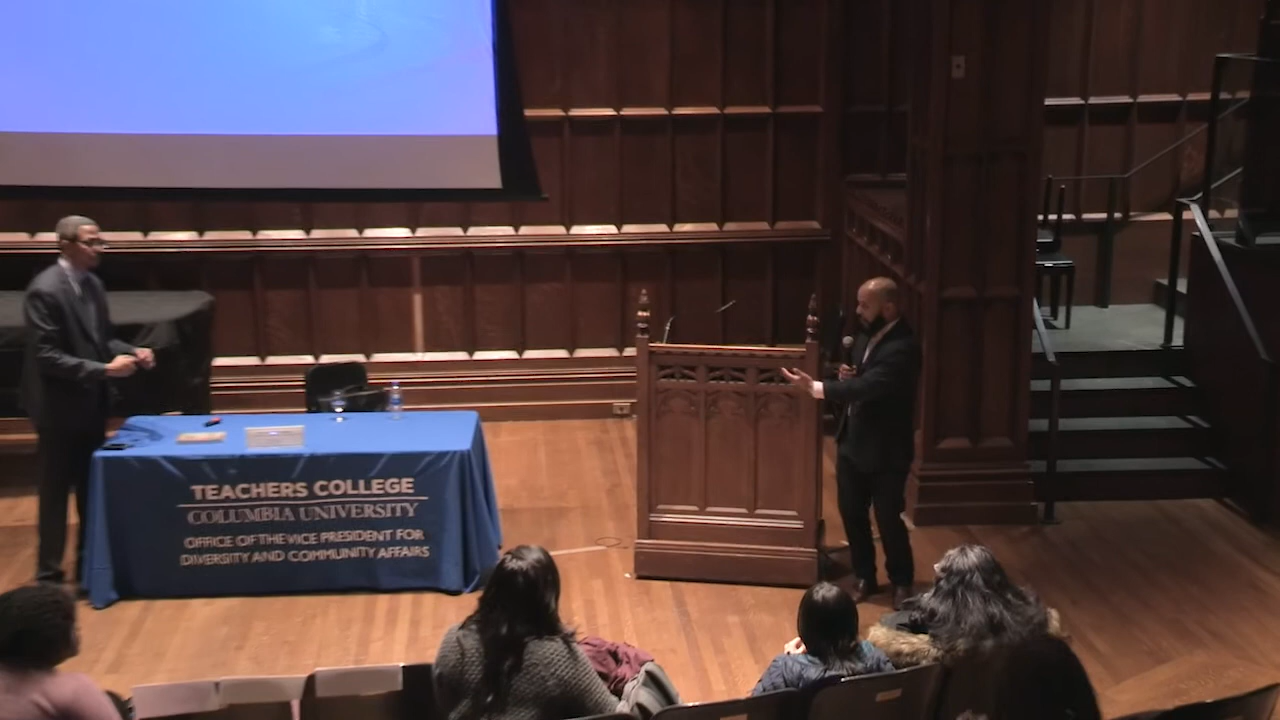 TEACHERS COLLEGE
COLUMBIA UNIVERSITY
OFFICE OF THE VICE PRESIDENT FOR
DIVERSITY AND COMMUNITY AFFAIRS